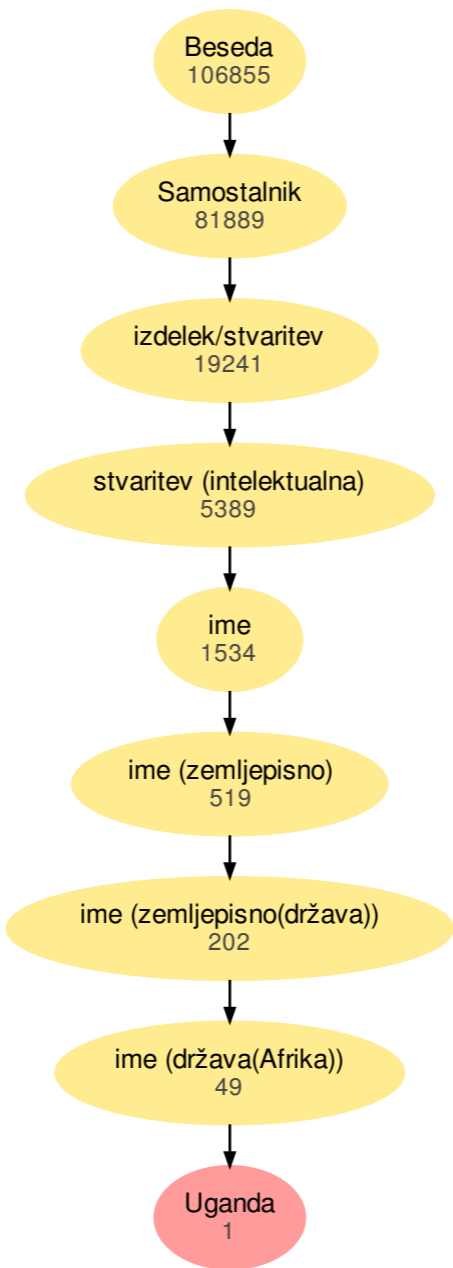 Beseda
106855
Samostalnik
81889
izdelek/stvaritev
19241
stvaritev (intelektualna)
5389
ime
1534
ime (zemljepisno)
519
ime (zemljepisno(država))
202
ime (država(Afrika))
49
Uganda
1